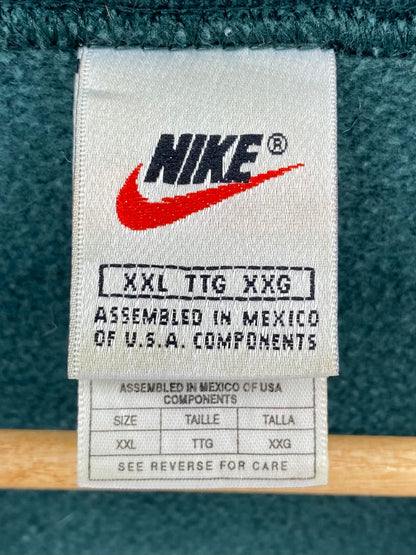 NIKE ®
XXL TTG XXG
ASSEMBLED IN MEXICO
OF U.S.A. COMPONENTS
ASSEMBLED IN MEXICO OF USA
COMPONENTS
SIZE TAILLE TALLA
XXL TTG XXG
SEE REVERSE FOR CARE